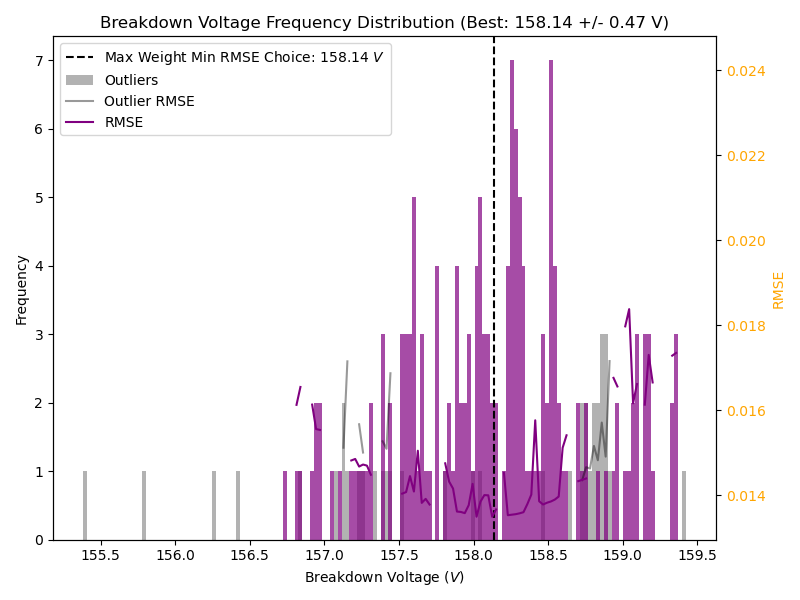 Breakdown Voltage Frequency Distribution (Best: 158.14 +/- 0.47 V)
Max Weight Min RMSE Choice: 158.14 V
Outliers
Outlier RMSE
RMSE
Frequency
7
6
5
4
3
2
1
0
0.024
0.022
0.020
0.018
0.016
0.014
RMSE
155.5 156.0 156.5 157.0 157.5 158.0 158.5 159.0 159.5
Breakdown Voltage (V)